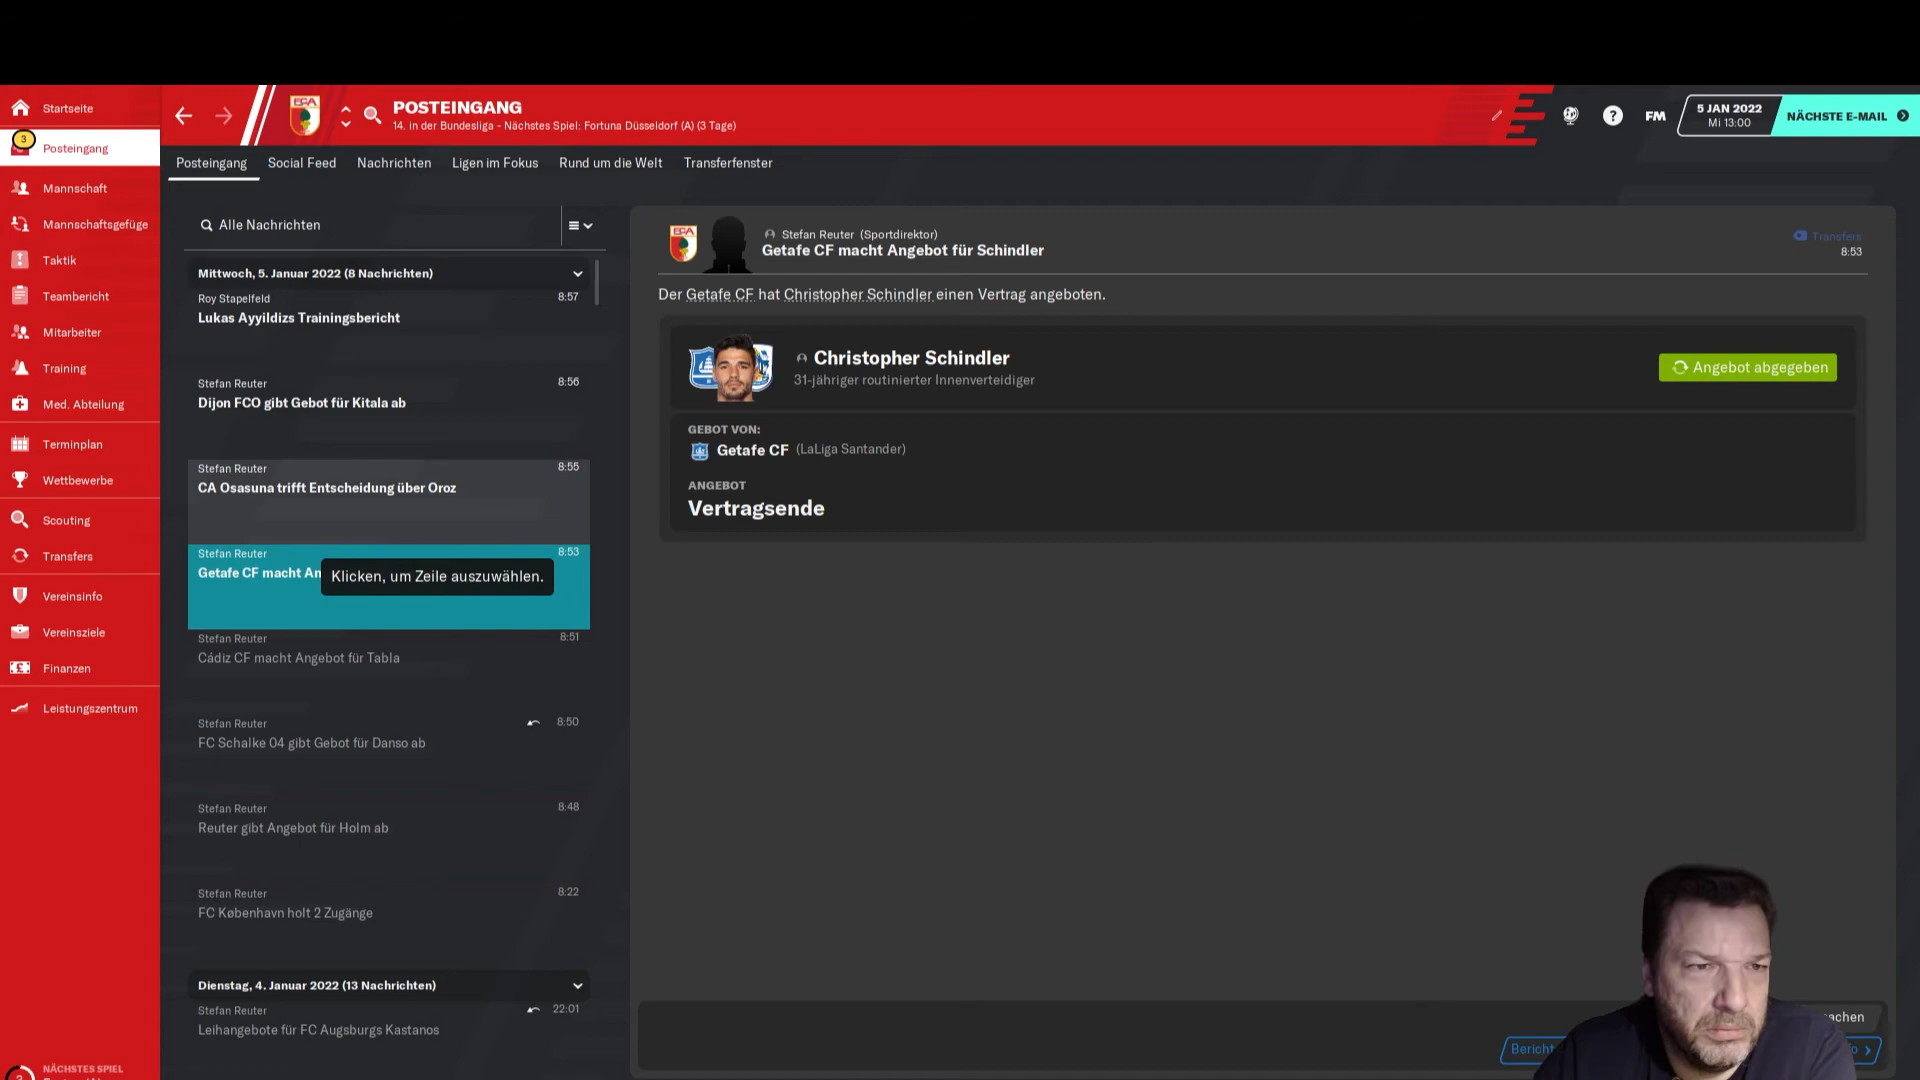 Startseite
3
Posteingang
Mannschaft
Mannschaftsgefüge
Taktik
Teambericht
Mitarbeiter
Training
Med. Abteilung
Terminplan
Wettbewerbe
Scouting
Transfers
Vereinsinfo
Vereinsziele
Finanzen
Leistungszentrum
NÄCHSTES SPIEL
POSTEINGANG
14. in der Bundesliga - Nächstes Spiel: Fortuna Düsseldorf (A) (3 Tage)
FM
5 JAN 2022
Mi 13:00
NÄCHSTE E-MAIL
Posteingang
Social Feed
Nachrichten
Ligen im Fokus
Rund um die Welt
Transferfenster
Alle Nachrichten
Mittwoch, 5. Januar 2022 (8 Nachrichten)
Roy Stapelfeld 8:57
Lukas Ayyildizs Trainingsbericht
Stefan Reuter 8:56
Dijon FCO gibt Gebot für Kitala ab
Stefan Reuter 8:55
CA Osasuna trifft Entscheidung über Oroz
Stefan Reuter 8:53
Getafe CF macht An
Klicken, um Zeile auszuwählen.
Stefan Reuter 8:51
Cádiz CF macht Angebot für Tabla
Stefan Reuter 8:50
FC Schalke 04 gibt Gebot für Danso ab
Stefan Reuter 8:48
Reuter gibt Angebot für Holm ab
Stefan Reuter 8:22
FC København holt 2 Zugänge
Dienstag, 4. Januar 2022 (13 Nachrichten)
Stefan Reuter 22:01
Leihangebote für FC Augsburgs Kastanos
FCA
Stefan Reuter (Sportdirektor)
Getafe CF macht Angebot für Schindler
Transfers
8:53
Der Getafe CF hat Christopher Schindler einen Vertrag angeboten.
Christopher Schindler
31-jähriger routinierter Innenverteidiger
Angebot abgegeben
GEBOT VON:
Getafe CF (LaLiga Santander)
ANGEBOT
Vertragsende
achen
Bericht
fo